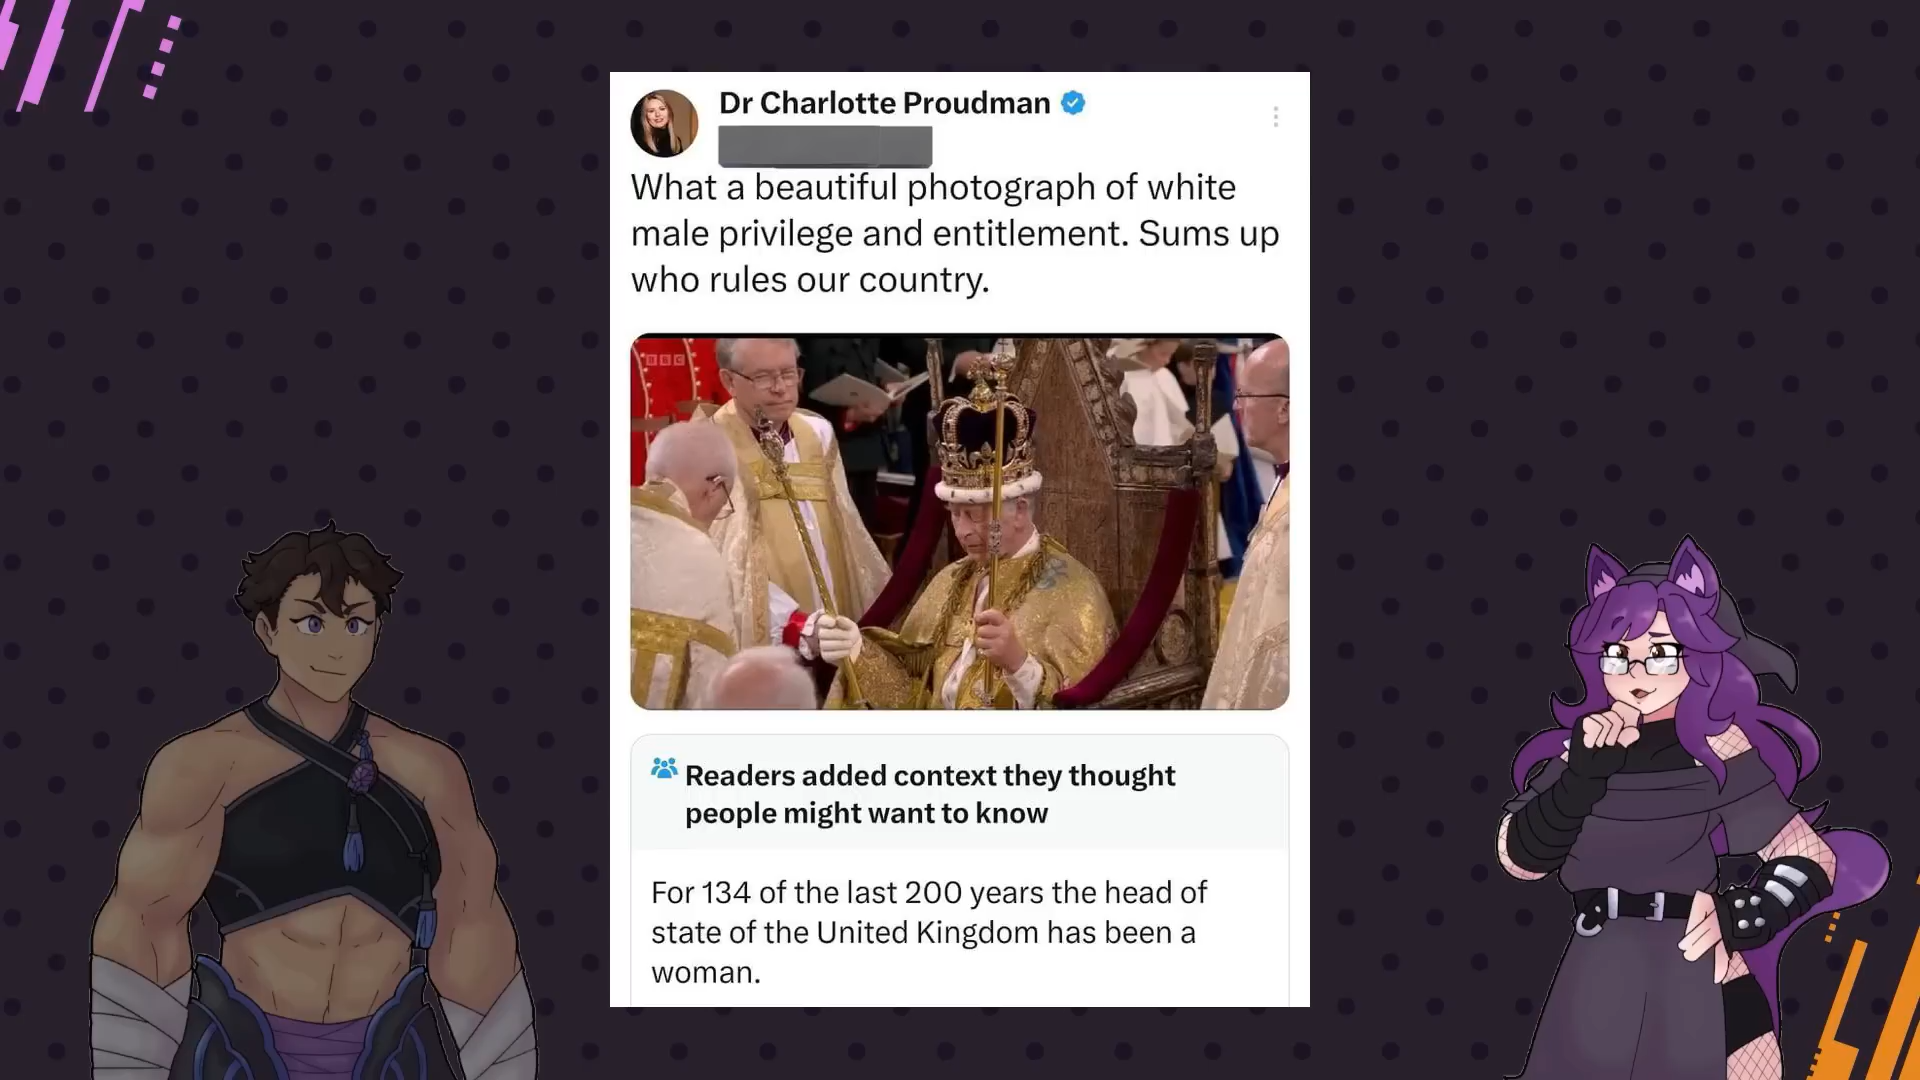 Dr Charlotte Proudman
What a beautiful photograph of white
male privilege and entitlement. Sums up
who rules our country.
BBC
Readers added context they thought
people might want to know
For 134 of the last 200 years the head of
state of the United Kingdom has been a
woman.